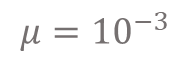 μ = 10⁻³